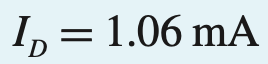 I_D = 1.06 mA